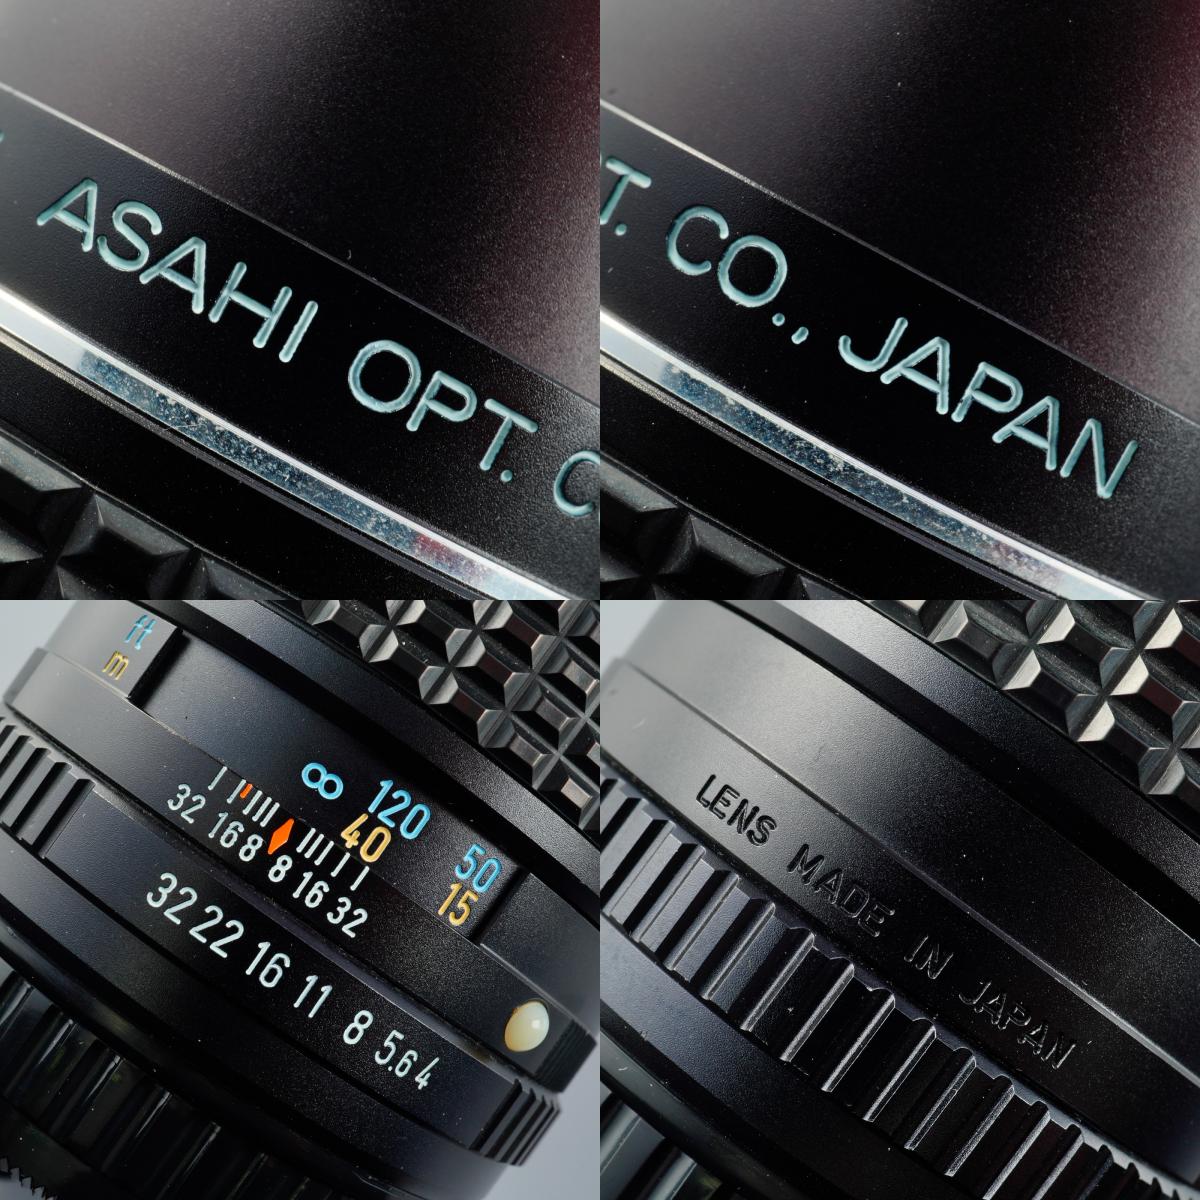 ASAHI OPT. C
T. CO., JAPAN
ft
m
∞ 120 50
40 15
32 16 8 8 16 32
32 22 16 11 8 5.6 4
LENS MADE IN JAPAN